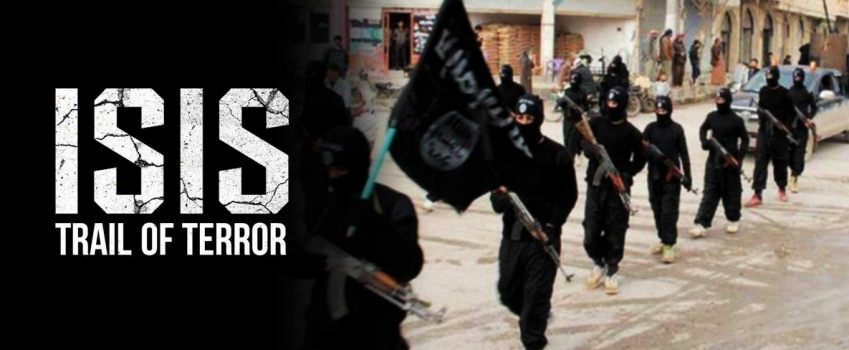 ISIS
TRAIL OF TERROR